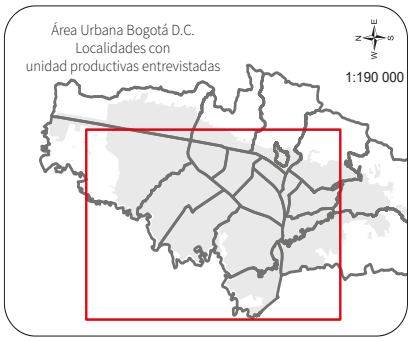 Área Urbana Bogotá D.C.
Localidades con
unidad productivas entrevistadas
E
N
S
W
1:190 000